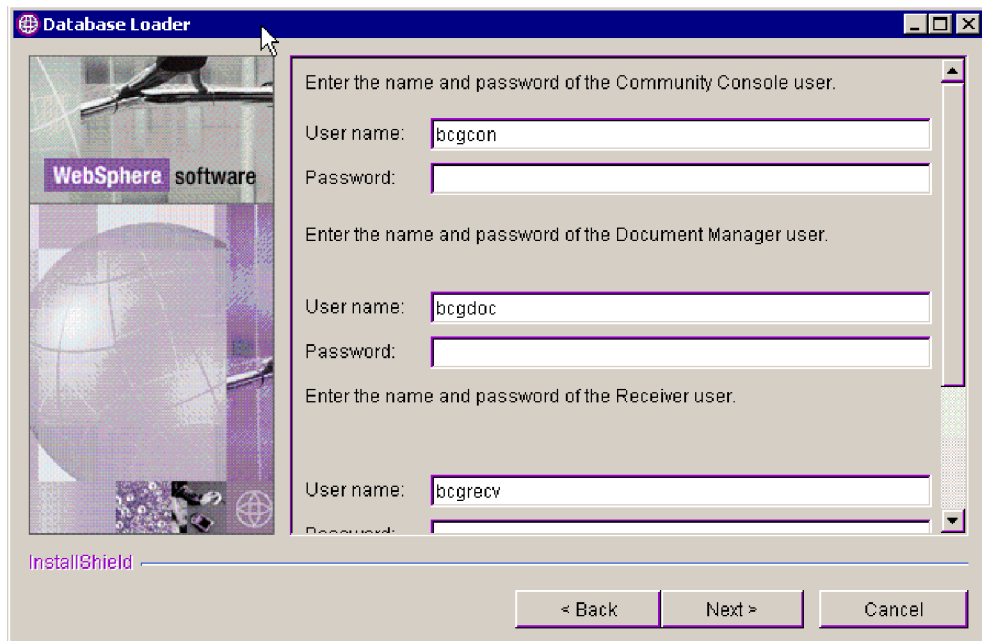 Database Loader
WebSphere software
Enter the name and password of the Community Console user.
User name: bcgcon
Password:
Enter the name and password of the Document Manager user.
User name: bcgdoc
Password:
Enter the name and password of the Receiver user.
User name: bcgrecv
Password:
InstallShield
< Back Next > Cancel